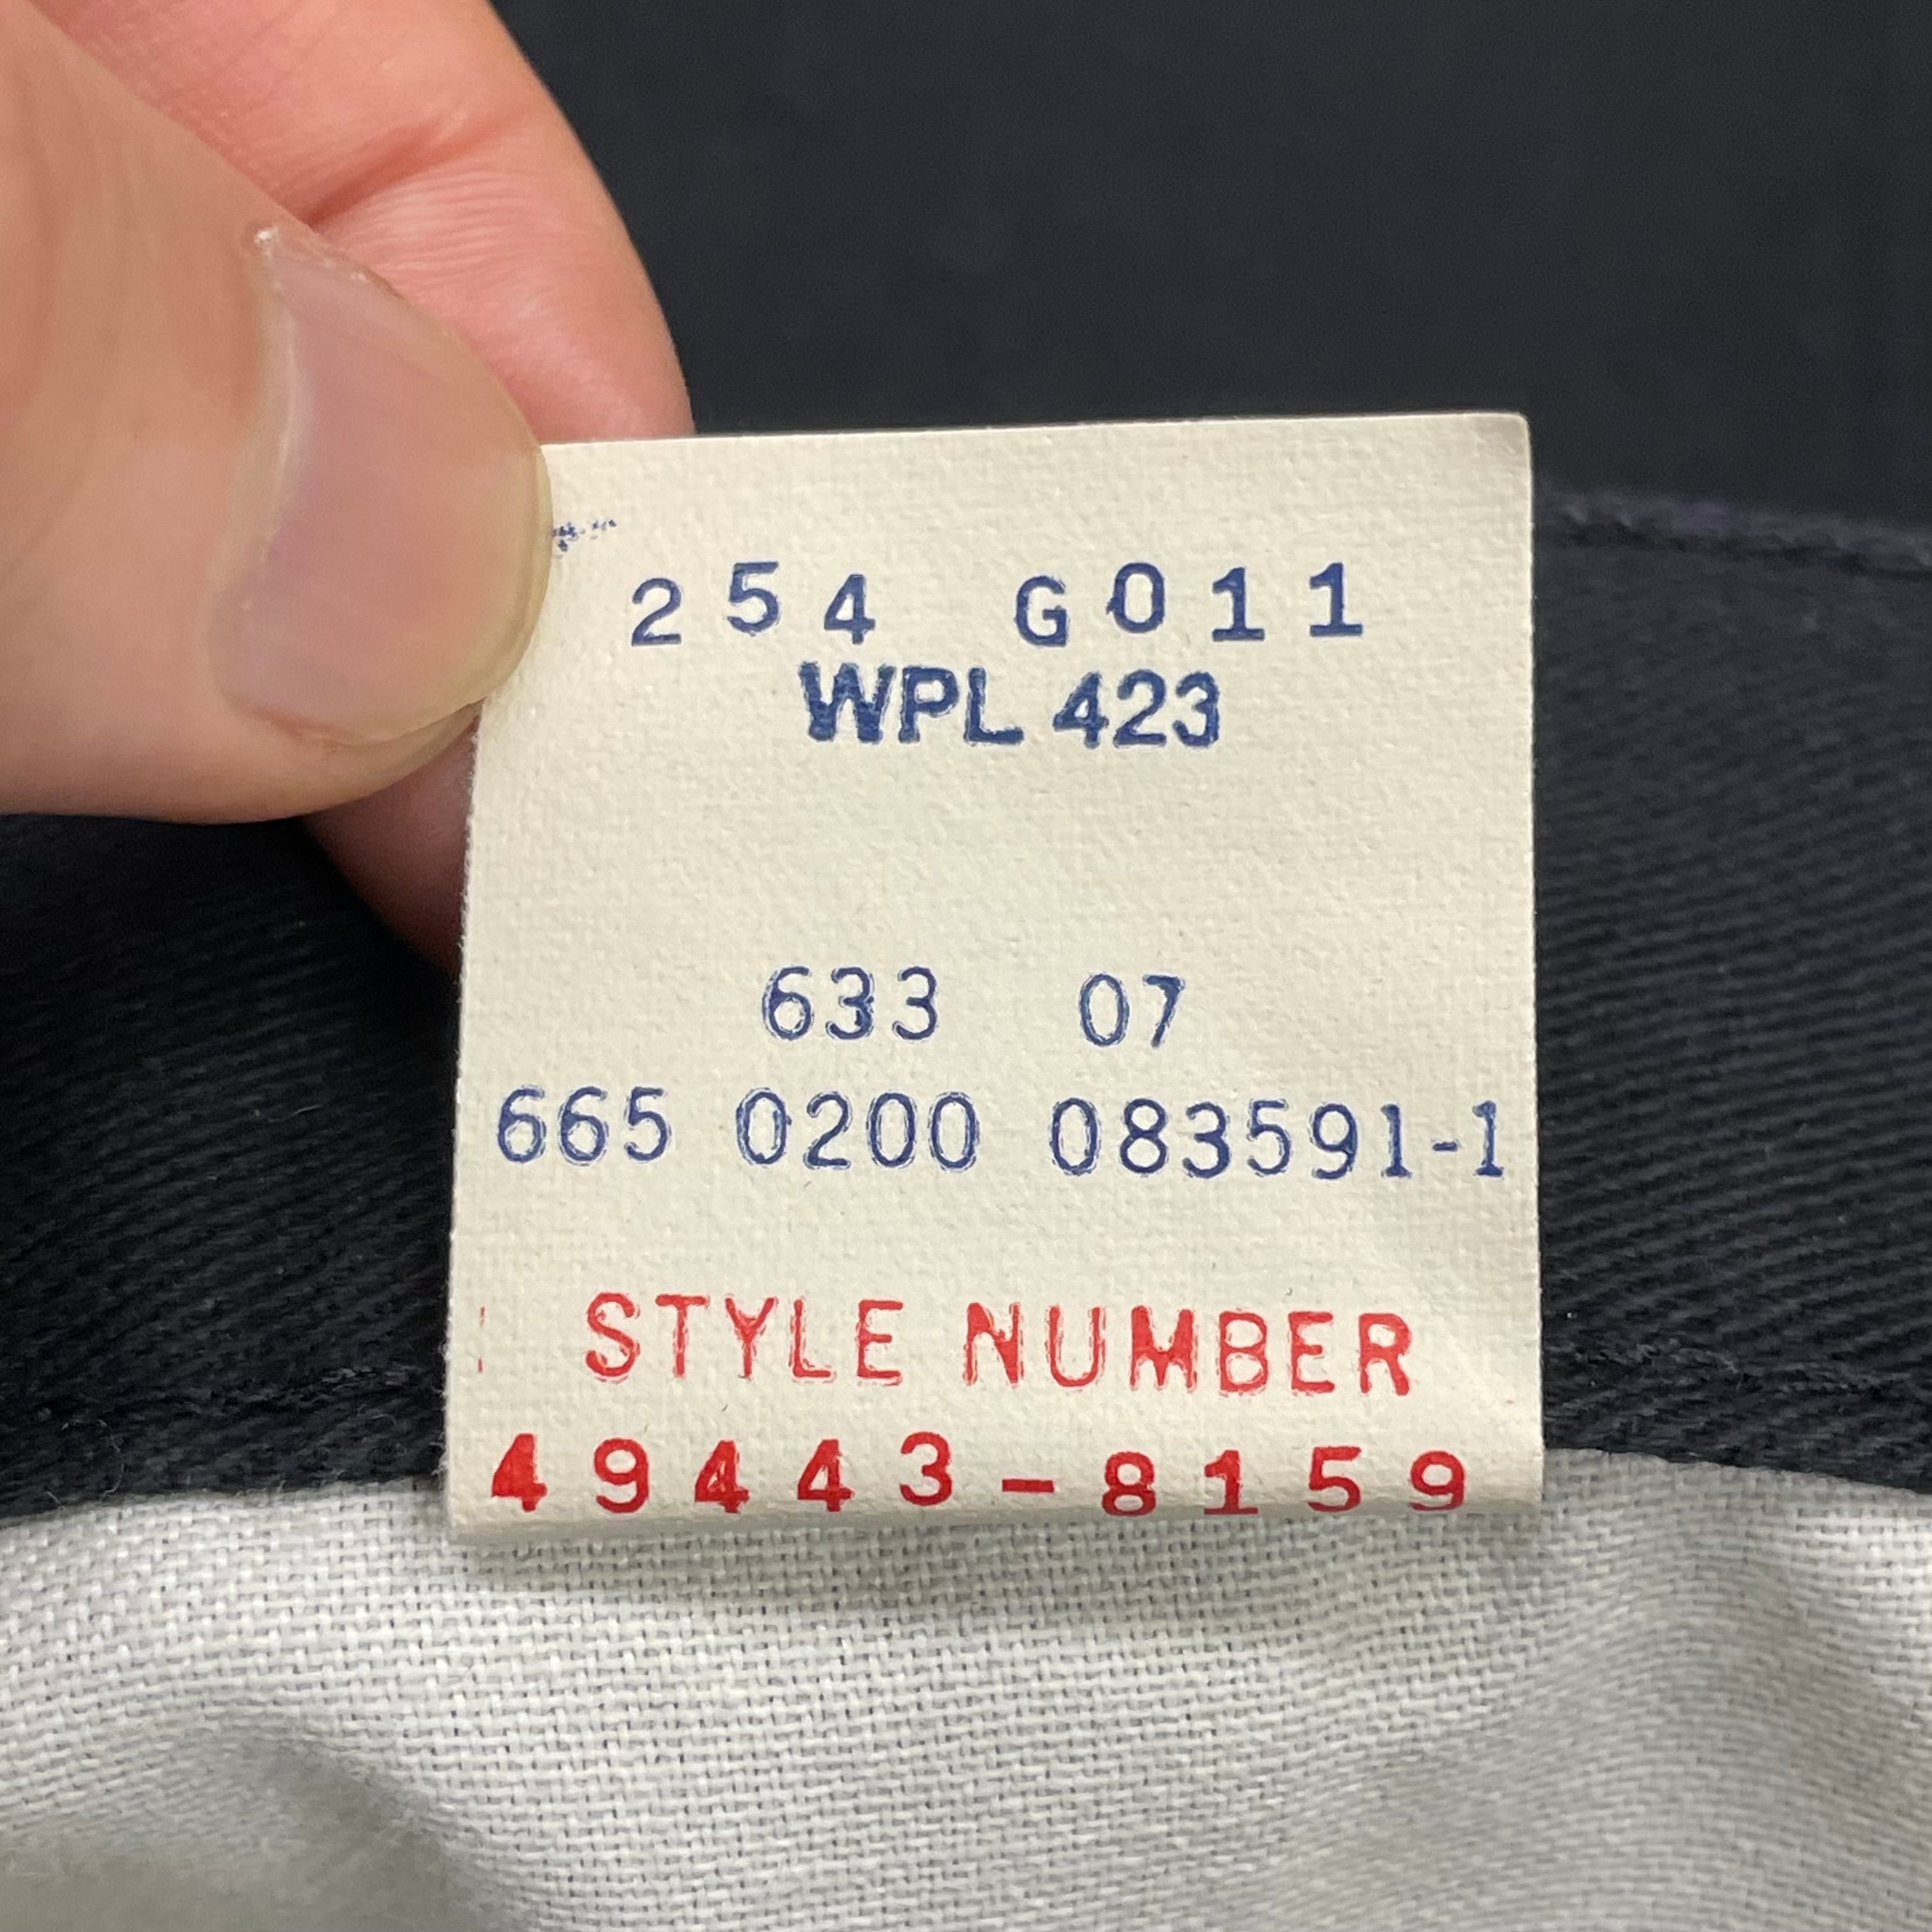 254 G011
WPL 423
633 07
665 0200 083591-1
STYLE NUMBER
49443-8159